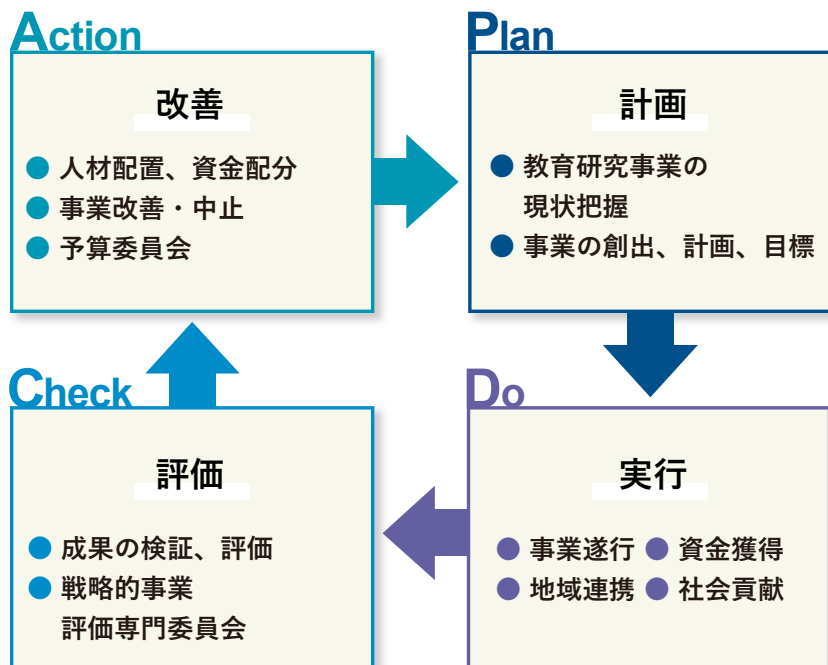 Action
改善
人材配置、資金配分
事業改善・中止
予算委員会
Plan
計画
教育研究事業の
現状把握
事業の創出、計画、目標
Check
評価
成果の検証、評価
戦略的事業
評価専門委員会
Do
実行
事業遂行 資金獲得
地域連携 社会貢献